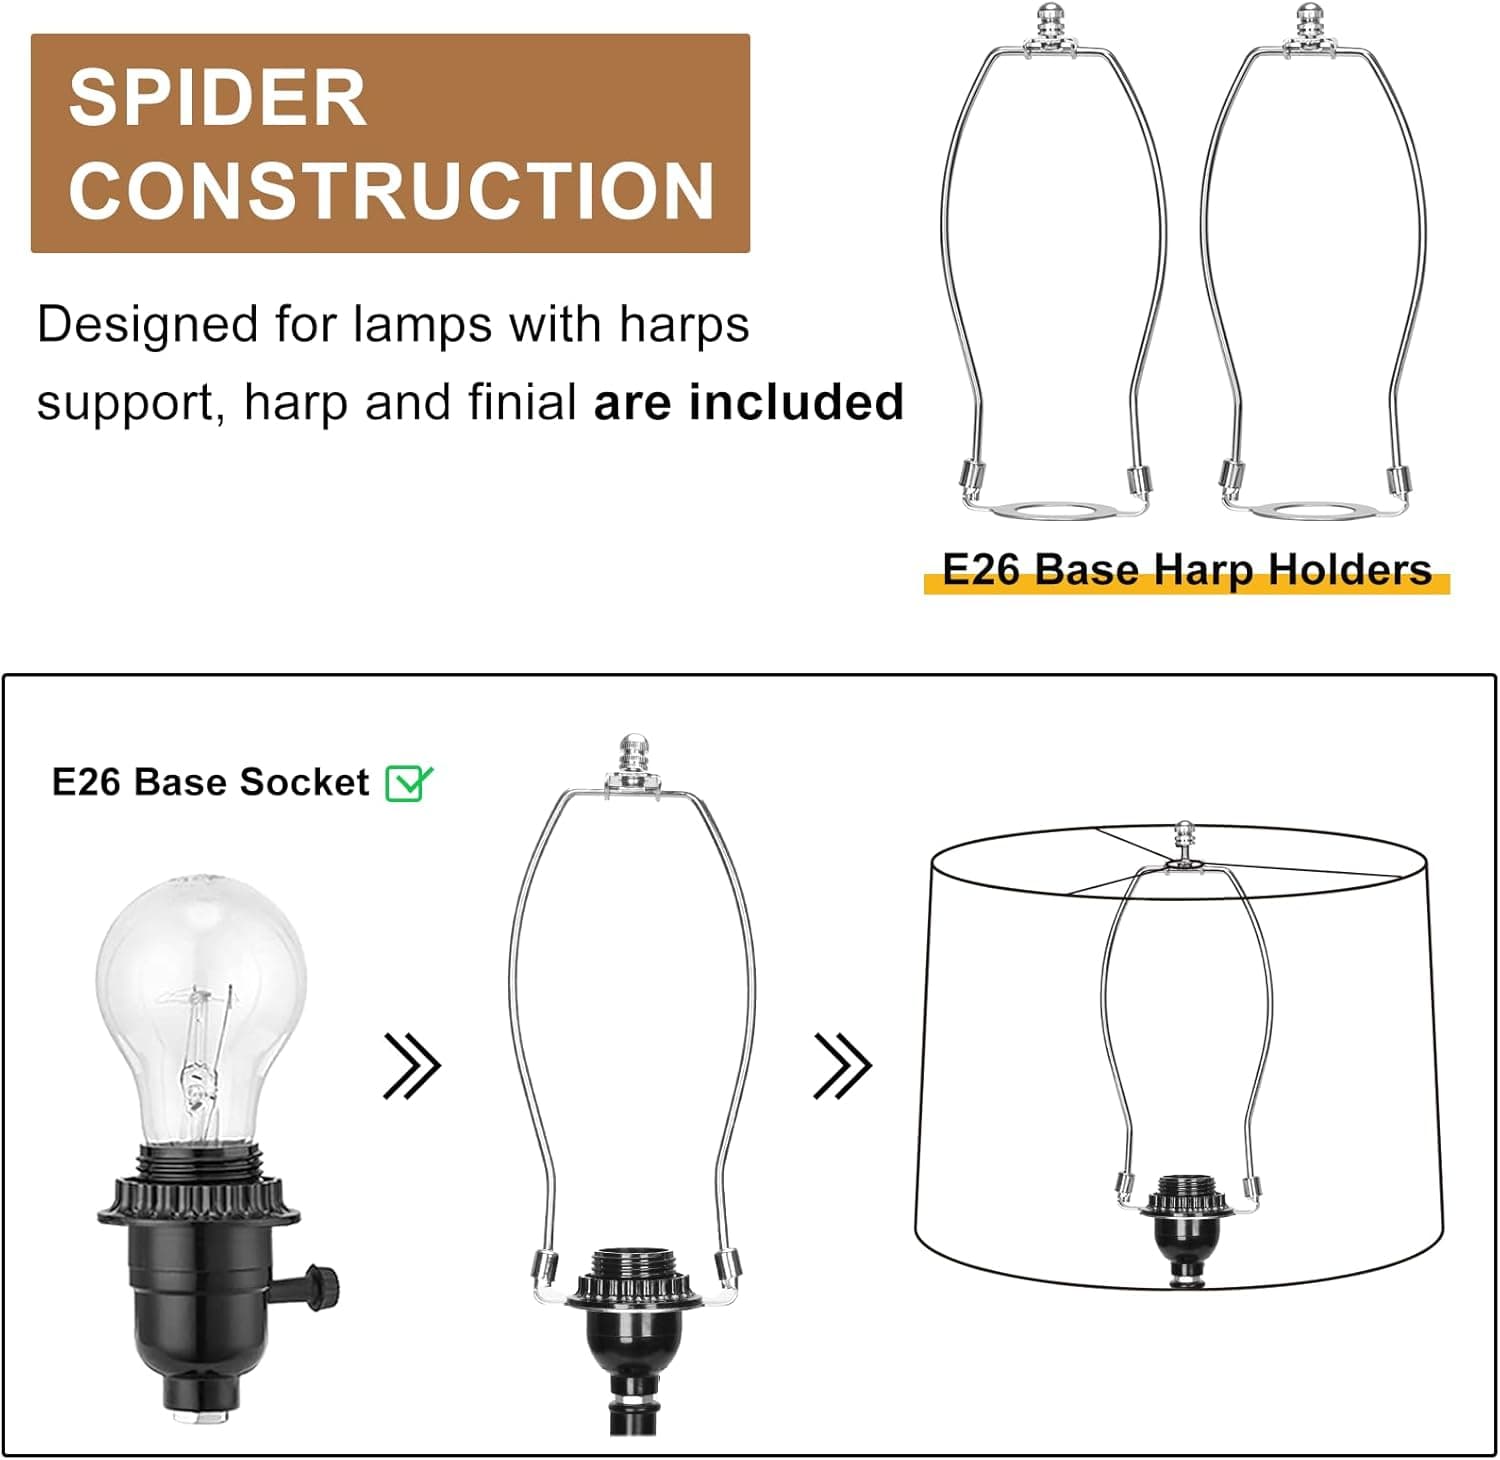 SPIDER
CONSTRUCTION
Designed for lamps with harps
support, harp and finial are included
E26 Base Harp Holders
E26 Base Socket